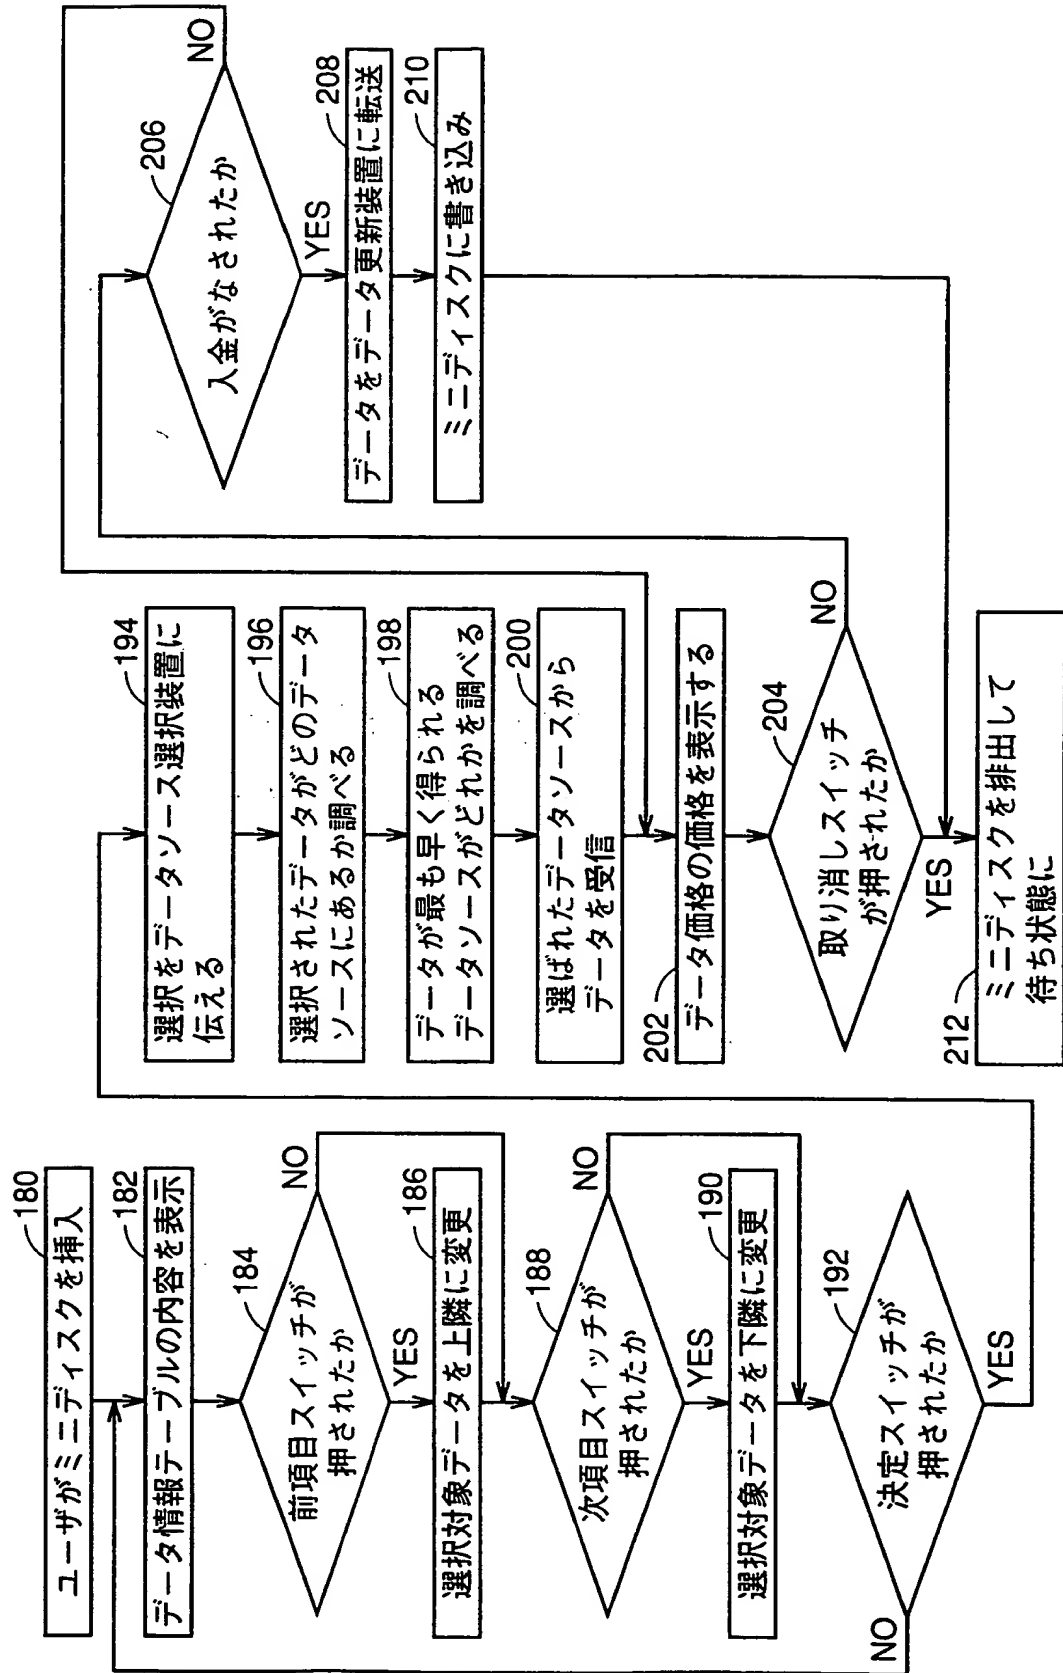 180
ユーザがミニディスクを挿入
182
データ情報テーブルの内容を表示
184
前項目スイッチが
押されたか
NO
YES
186
選択対象データを上隣に変更
188
次項目スイッチが
押されたか
NO
YES
190
選択対象データを下隣に変更
192
決定スイッチが
押されたか
NO
YES
194
選択をデータソース選択装置に
伝える
196
選択されたデータがどのデータ
ソースにあるか調べる
198
データが最も早く得られる
データソースがどれかを調べる
200
選ばれたデータソースから
データを受信
202
データ価格の価格を表示する
204
取り消しスイッチ
が押されたか
NO
YES
212
ミニディスクを排出して
待ち状態に
206
入金がなされたか
NO
YES
208
データをデータ更新装置に転送
210
ミニディスクに書き込み